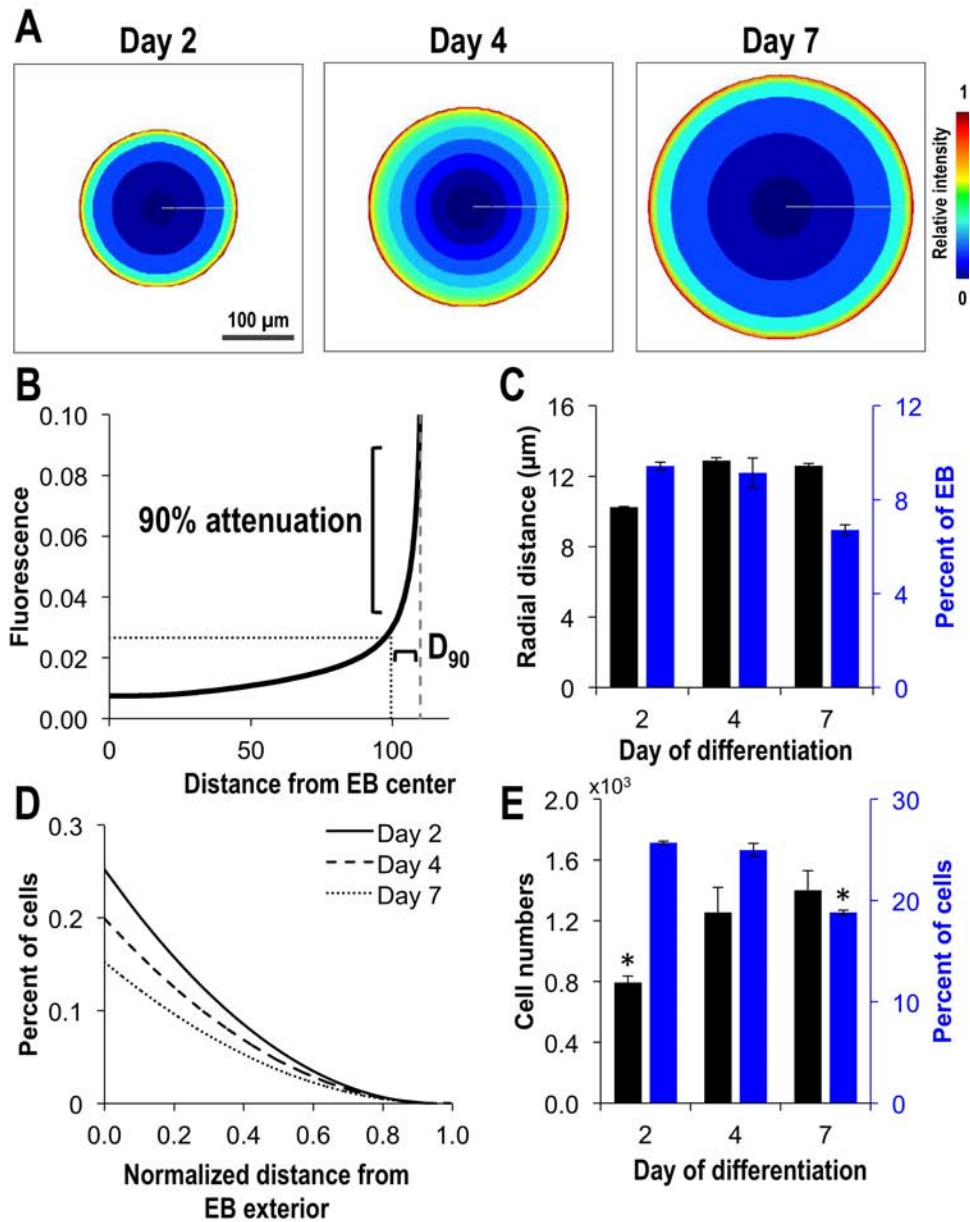 A
Day 2
Day 4
Day 7
100 µm
1
Relative intensity
0
B
0.10
0.08
0.06
0.04
0.02
0.00
Fluorescence
90% attenuation
D90
0
50
100
Distance from EB center
C
16
12
8
4
0
Radial distance (µm)
12
8
4
0
Percent of EB
2
4
7
Day of differentiation
D
0.3
0.2
0.1
0
Percent of cells
Day 2
Day 4
Day 7
0.0
0.2
0.4
0.6
0.8
1.0
Normalized distance from
EB exterior
E
x10³
2.0
1.6
1.2
0.8
0.4
0.0
Cell numbers
*
*
30
20
10
0
Percent of cells
2
4
7
Day of differentiation